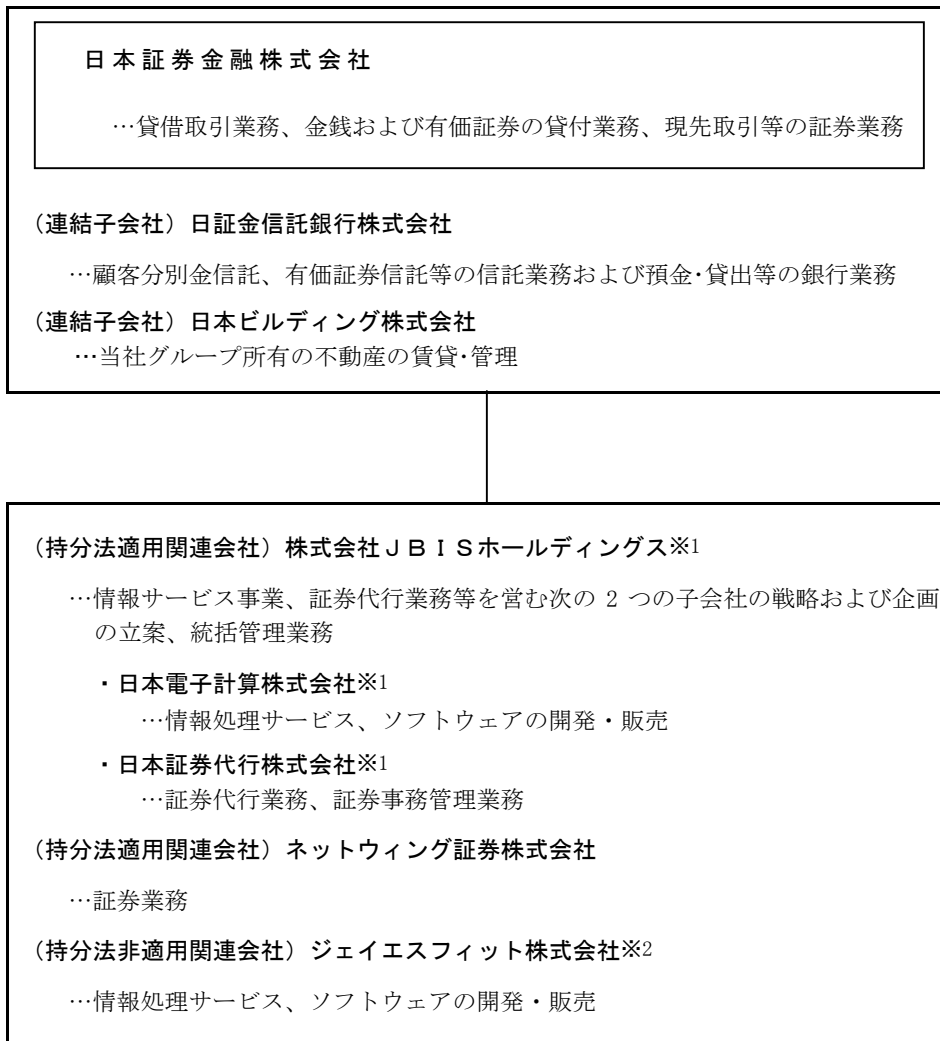 日本証券金融株式会社
…貸借取引業務、金銭および有価証券の貸付業務、現先取引等の証券業務
（連結子会社）日証金信託銀行株式会社
…顧客分別金信託、有価証券信託等の信託業務および預金･貸出等の銀行業務
（連結子会社）日本ビルディング株式会社
…当社グループ所有の不動産の賃貸･管理
（持分法適用関連会社）株式会社ＪＢＩＳホールディングス※1
…情報サービス事業、証券代行業務等を営む次の 2 つの子会社の戦略および企画
の立案、統括管理業務
・日本電子計算株式会社※1
…情報処理サービス、ソフトウェアの開発・販売
・日本証券代行株式会社※1
…証券代行業務、証券事務管理業務
（持分法適用関連会社）ネットウィング証券株式会社
…証券業務
（持分法非適用関連会社）ジェイエスフィット株式会社※2
…情報処理サービス、ソフトウェアの開発・販売